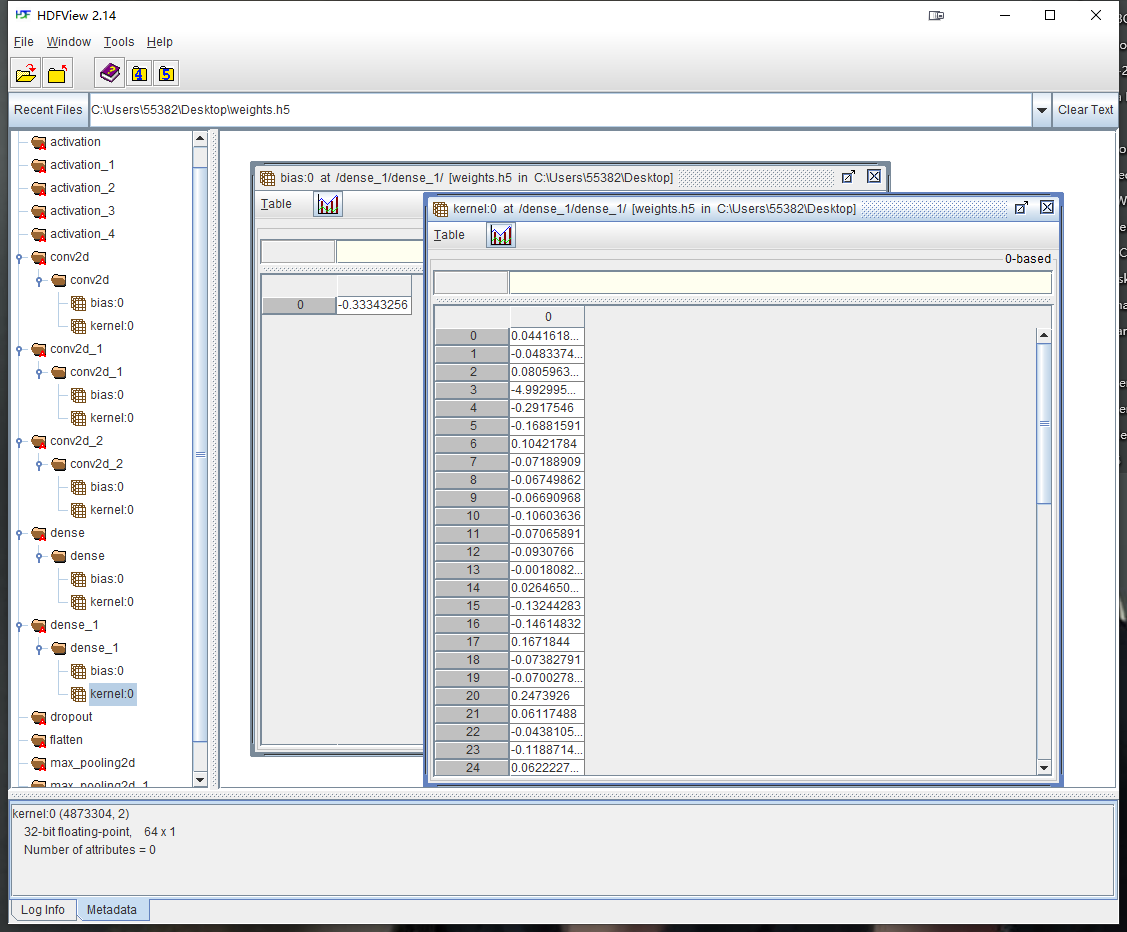 HDFView 2.14
File Window Tools Help
4 5
Recent Files C:\Users\55382\Desktop\weights.h5 Clear Text
activation
activation_1
activation_2
activation_3
activation_4
conv2d
conv2d
bias:0
kernel:0
conv2d_1
conv2d_1
bias:0
kernel:0
conv2d_2
conv2d_2
bias:0
kernel:0
dense
dense
bias:0
kernel:0
dense_1
dense_1
bias:0
kernel:0
dropout
flatten
max_pooling2d
max_pooling2d_1
bias:0 at /dense_1/dense_1/ [weights.h5 in C:\Users\55382\Desktop]
Table
0 -0.33343256
kernel:0 at /dense_1/dense_1/ [weights.h5 in C:\Users\55382\Desktop]
Table
0-based
0
0 0.0441618...
1 -0.0483374...
2 0.0805963...
3 -4.992995...
4 -0.2917546
5 -0.16881591
6 0.10421784
7 -0.07188909
8 -0.06749862
9 -0.06690968
10 -0.10603636
11 -0.07065891
12 -0.0930766
13 -0.0018082...
14 0.0264650...
15 -0.13244283
16 -0.14614832
17 0.1671844
18 -0.07382791
19 -0.0700278...
20 0.2473926
21 0.06117488
22 -0.0438105...
23 -0.1188714...
24 0.0622227...
kernel:0 (4873304, 2)
32-bit floating-point, 64 x 1
Number of attributes = 0
Log Info Metadata